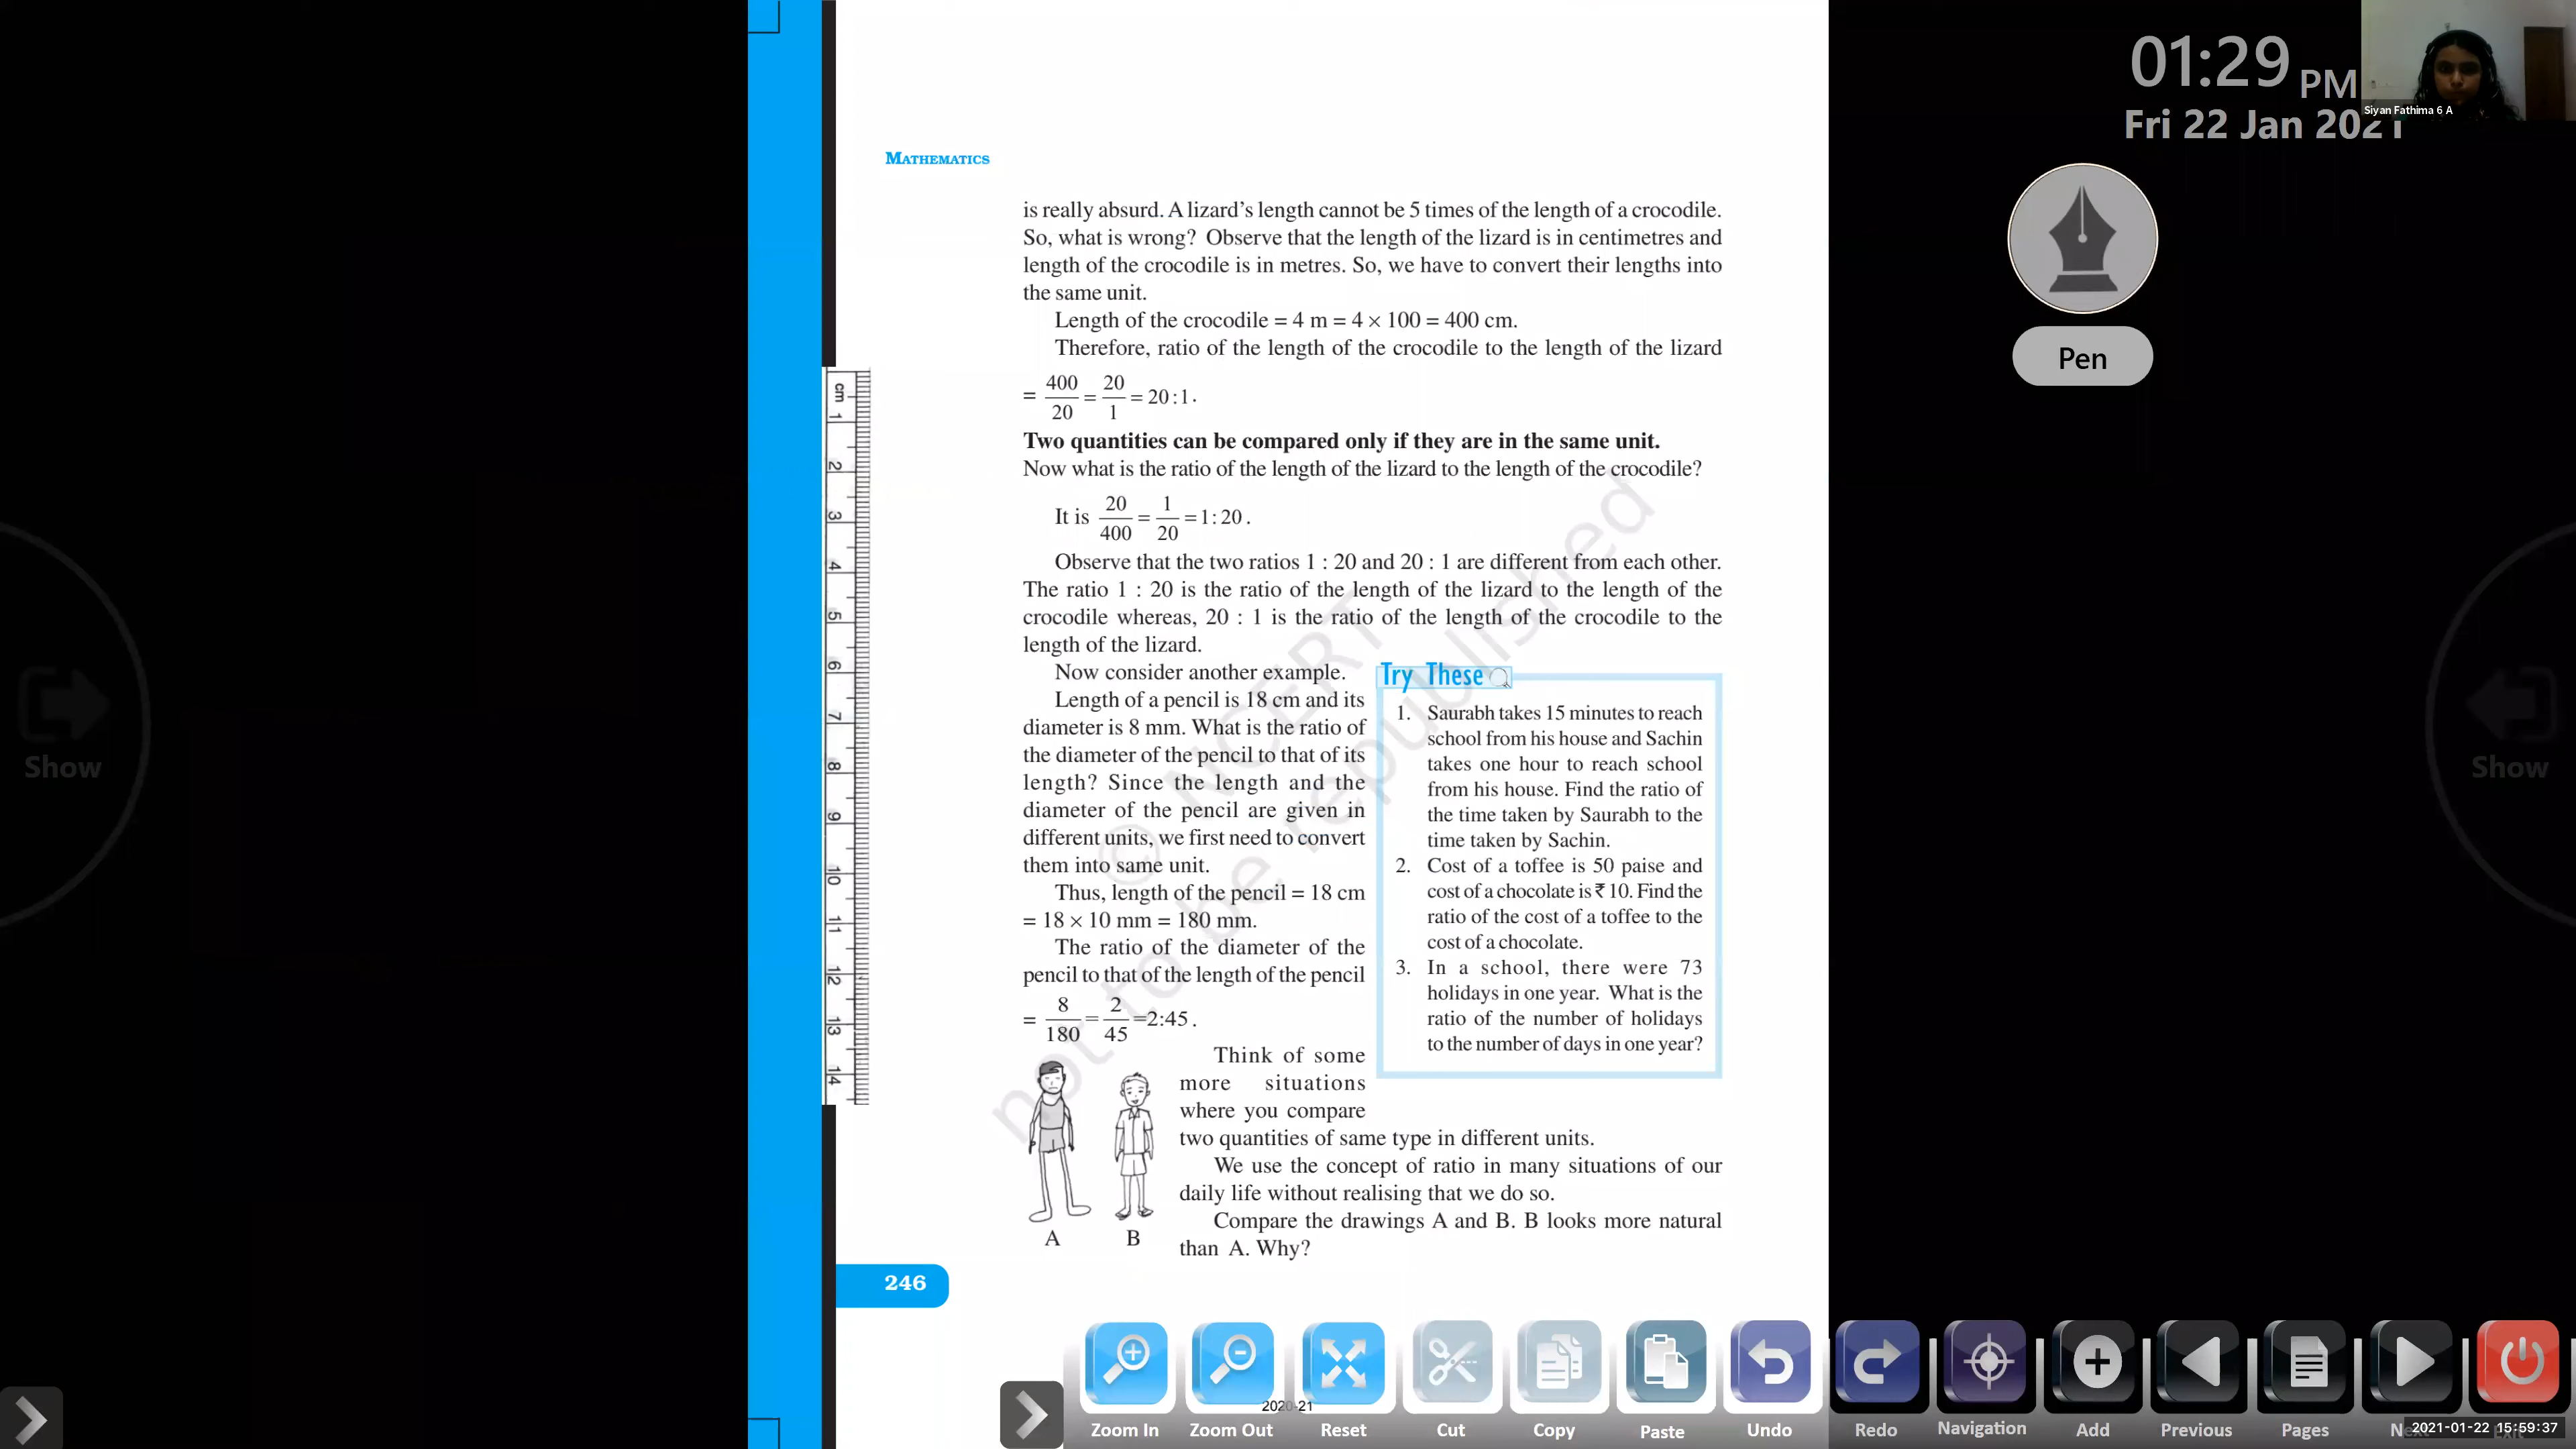 MATHEMATICS
is really absurd. A lizard's length cannot be 5 times of the length of a crocodile.
So, what is wrong? Observe that the length of the lizard is in centimetres and
length of the crocodile is in metres. So, we have to convert their lengths into
the same unit.
Length of the crocodile = 4 m = 4 × 100 = 400 cm.
Therefore, ratio of the length of the crocodile to the length of the lizard
= 400/20 = 20/1 = 20:1.
Two quantities can be compared only if they are in the same unit.
Now what is the ratio of the length of the lizard to the length of the crocodile?
It is 20/400 = 1/20 = 1:20.
Observe that the two ratios 1 : 20 and 20 : 1 are different from each other.
The ratio 1 : 20 is the ratio of the length of the lizard to the length of the
crocodile whereas, 20 : 1 is the ratio of the length of the crocodile to the
length of the lizard.
Now consider another example.
Length of a pencil is 18 cm and its
diameter is 8 mm. What is the ratio of
the diameter of the pencil to that of its
length? Since the length and the
diameter of the pencil are given in
different units, we first need to convert
them into same unit.
Thus, length of the pencil = 18 cm
= 18 × 10 mm = 180 mm.
The ratio of the diameter of the
pencil to that of the length of the pencil
= 8/180 = 2/45 =2:45.
Think of some
more situations
where you compare
two quantities of same type in different units.
We use the concept of ratio in many situations of our
daily life without realising that we do so.
Compare the drawings A and B. B looks more natural
than A. Why?
A B
Try These
1. Saurabh takes 15 minutes to reach
school from his house and Sachin
takes one hour to reach school
from his house. Find the ratio of
the time taken by Saurabh to the
time taken by Sachin.
2. Cost of a toffee is 50 paise and
cost of a chocolate is ₹ 10. Find the
ratio of the cost of a toffee to the
cost of a chocolate.
3. In a school, there were 73
holidays in one year. What is the
ratio of the number of holidays
to the number of days in one year?
© NCERT
not to be republished
cm 1 2 3 4 5 6 7 8 9 10 11 12 13 14
246
2020-21
01:29 PM
Fri 22 Jan 2021
Siyan Fathima 6 A
Pen
Show
Show
Zoom In
Zoom Out
Reset
Cut
Copy
Paste
Undo
Redo
Navigation
Add
Previous
Pages
2021-01-22 15:59:37